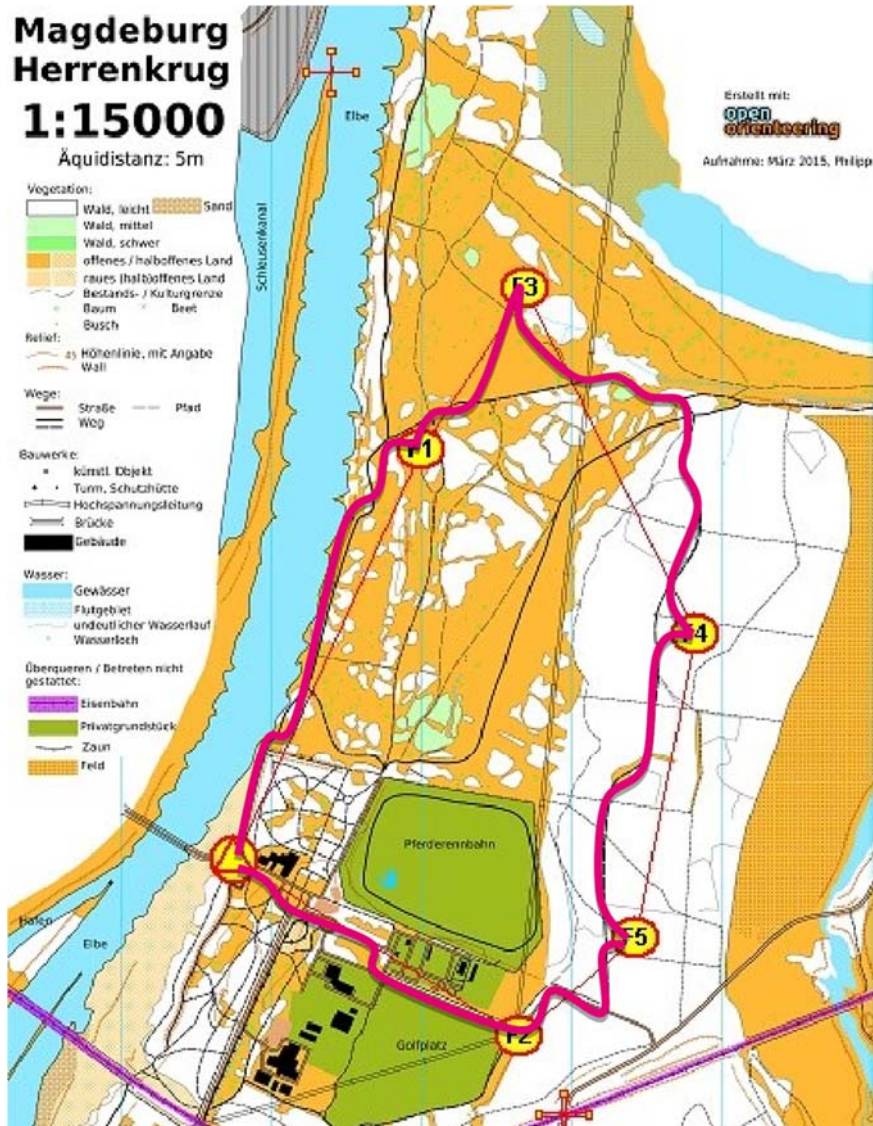 Magdeburg
Herrenkrug
1:15000
Äquidistanz: 5m
Vegetation:
Wald, leicht
Sand
Wald, mittel
Wald, schwer
offenes / halboffenes Land
raues (halb)offenes Land
Bestands- / Kulturgrenze
Baum
Beet
Busch
Relief:
45 Höhenlinie, mit Angabe
Wall
Wege:
Straße
Pfad
Weg
Bauwerke:
künstl. Objekt
Turm, Schutzhütte
Hochspannungsleitung
Brücke
Gebäude
Wasser:
Gewässer
Flutgebiet
undeutlicher Wasserlauf
Wasserloch
Überqueren / Betreten nicht
gestattet:
Eisenbahn
Privatgrundstück
Zaun
Feld
Erstellt mit:
open
orienteering
Aufnahme: März 2015, Philipp
Elbe
Schleusenkanal
F3
F1
F4
Pferderennbahn
F5
Hafen
Elbe
F2
Golfplatz